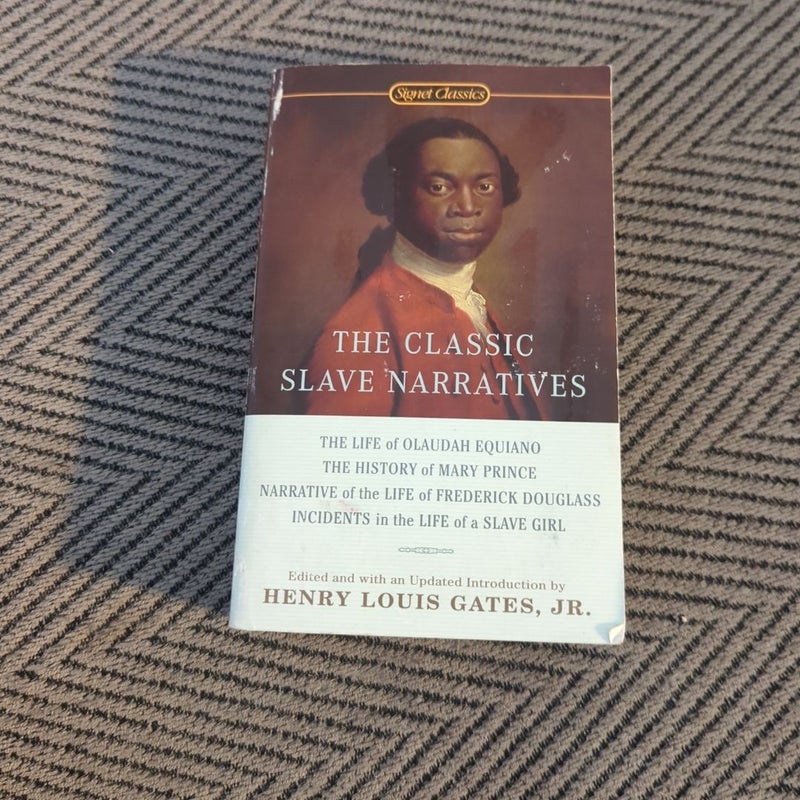 Signet Classics
THE CLASSIC
SLAVE NARRATIVES
THE LIFE of OLAUDAH EQUIANO
THE HISTORY of MARY PRINCE
NARRATIVE of the LIFE of FREDERICK DOUGLASS
INCIDENTS in the LIFE of a SLAVE GIRL
Edited and with an Updated Introduction by
HENRY LOUIS GATES, JR.